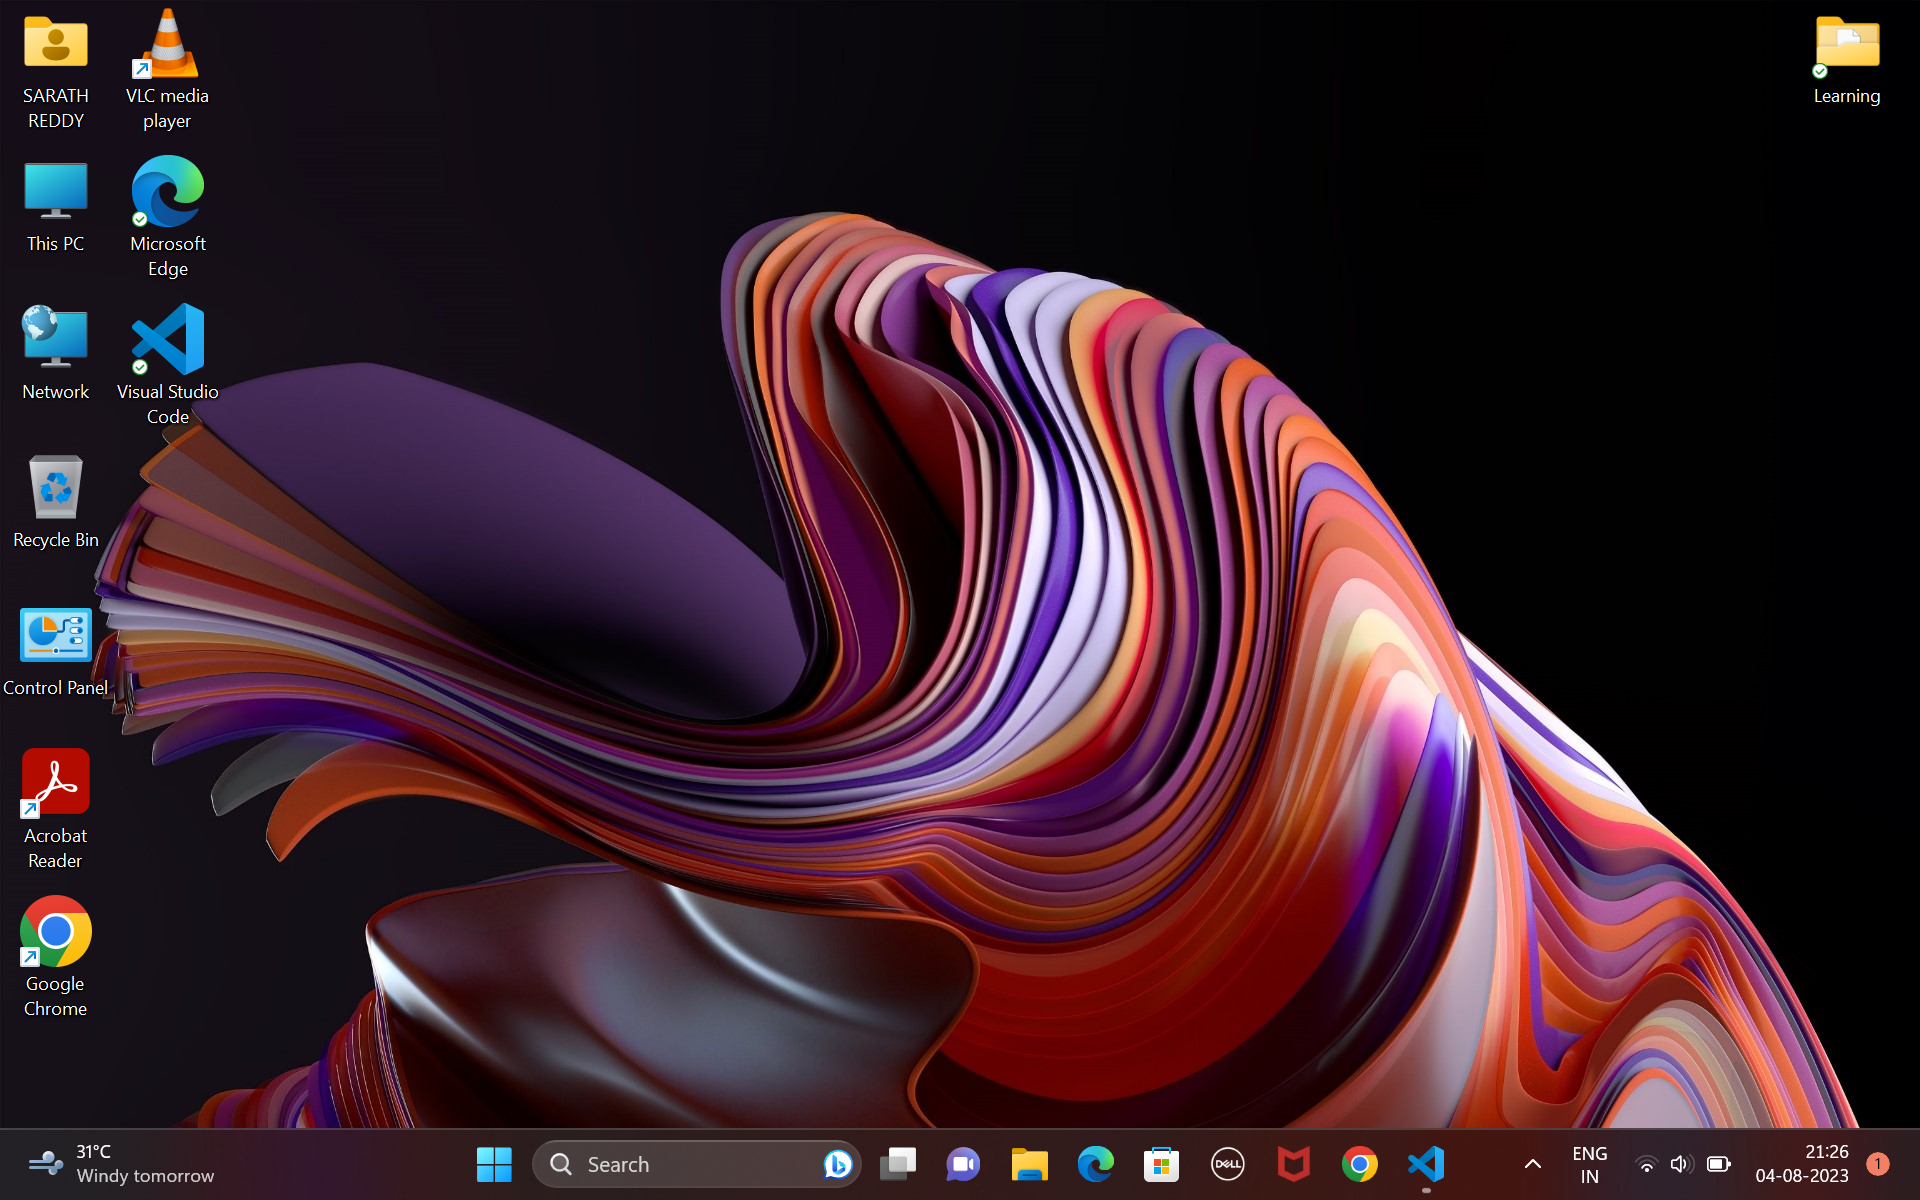 SARATH
REDDY
VLC media
player
Learning
This PC
Microsoft
Edge
Network
Visual Studio
Code
Recycle Bin
Control Panel
Acrobat
Reader
Google
Chrome
31°C
Windy tomorrow
Search
DELL
ENG
IN
21:26
04-08-2023
1